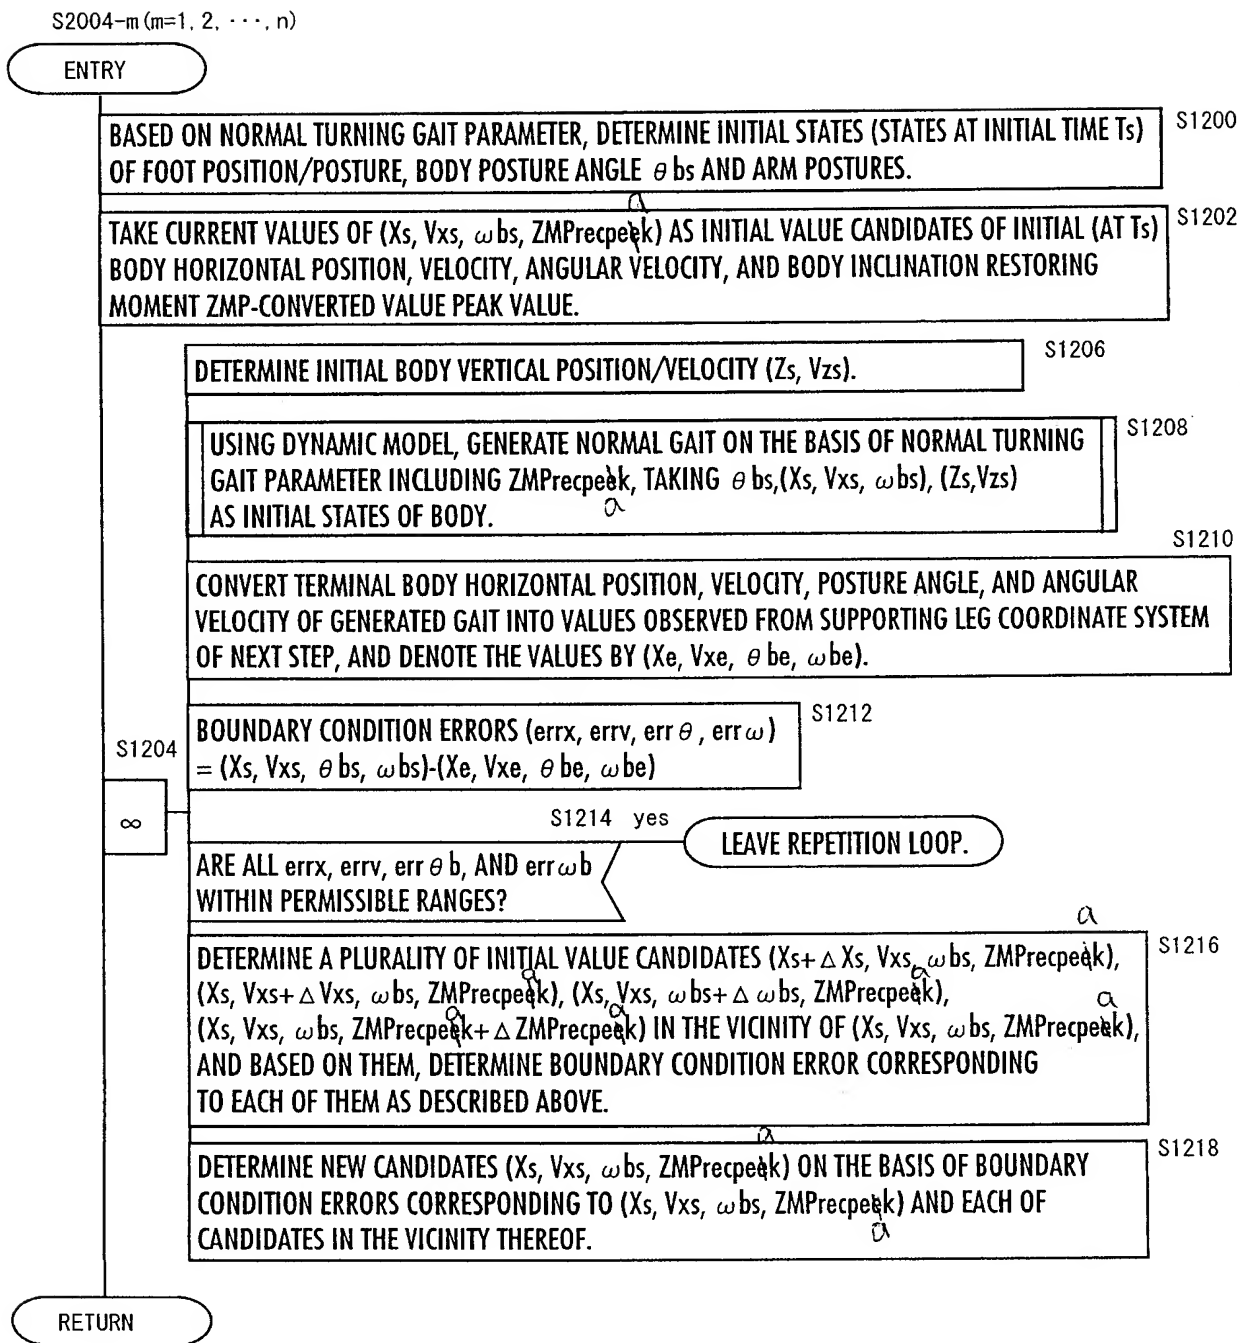 S2004-m(m=1, 2, ···, n)
ENTRY
S1200
BASED ON NORMAL TURNING GAIT PARAMETER, DETERMINE INITIAL STATES (STATES AT INITIAL TIME Ts)
OF FOOT POSITION/POSTURE, BODY POSTURE ANGLE θbs AND ARM POSTURES.
a
S1202
TAKE CURRENT VALUES OF (Xs, Vxs, ωbs, ZMPrecpeek) AS INITIAL VALUE CANDIDATES OF INITIAL (AT Ts)
BODY HORIZONTAL POSITION, VELOCITY, ANGULAR VELOCITY, AND BODY INCLINATION RESTORING
MOMENT ZMP-CONVERTED VALUE PEAK VALUE.
S1206
DETERMINE INITIAL BODY VERTICAL POSITION/VELOCITY (Zs, Vzs).
S1208
USING DYNAMIC MODEL, GENERATE NORMAL GAIT ON THE BASIS OF NORMAL TURNING
GAIT PARAMETER INCLUDING ZMPrecpeek, TAKING θbs,(Xs, Vxs, ωbs), (Zs,Vzs)
a
AS INITIAL STATES OF BODY.
S1210
CONVERT TERMINAL BODY HORIZONTAL POSITION, VELOCITY, POSTURE ANGLE, AND ANGULAR
VELOCITY OF GENERATED GAIT INTO VALUES OBSERVED FROM SUPPORTING LEG COORDINATE SYSTEM
OF NEXT STEP, AND DENOTE THE VALUES BY (Xe, Vxe, θbe, ωbe).
S1212
BOUNDARY CONDITION ERRORS (errx, errv, errθ, errω)
= (Xs, Vxs, θbs, ωbs)-(Xe, Vxe, θbe, ωbe)
S1204
∞
S1214 yes
LEAVE REPETITION LOOP.
ARE ALL errx, errv, errθb, AND errωb
WITHIN PERMISSIBLE RANGES?
a
S1216
DETERMINE A PLURALITY OF INITIAL VALUE CANDIDATES (Xs+ΔXs, Vxs, ωbs, ZMPrecpeek),
a a
(Xs, Vxs+ΔVxs, ωbs, ZMPrecpeek), (Xs, Vxs, ωbs+Δωbs, ZMPrecpeek),
a a a
(Xs, Vxs, ωbs, ZMPrecpeek+ΔZMPrecpeek) IN THE VICINITY OF (Xs, Vxs, ωbs, ZMPrecpeek),
AND BASED ON THEM, DETERMINE BOUNDARY CONDITION ERROR CORRESPONDING
TO EACH OF THEM AS DESCRIBED ABOVE.
a
S1218
DETERMINE NEW CANDIDATES (Xs, Vxs, ωbs, ZMPrecpeek) ON THE BASIS OF BOUNDARY
CONDITION ERRORS CORRESPONDING TO (Xs, Vxs, ωbs, ZMPrecpeek) AND EACH OF
a
CANDIDATES IN THE VICINITY THEREOF.
RETURN